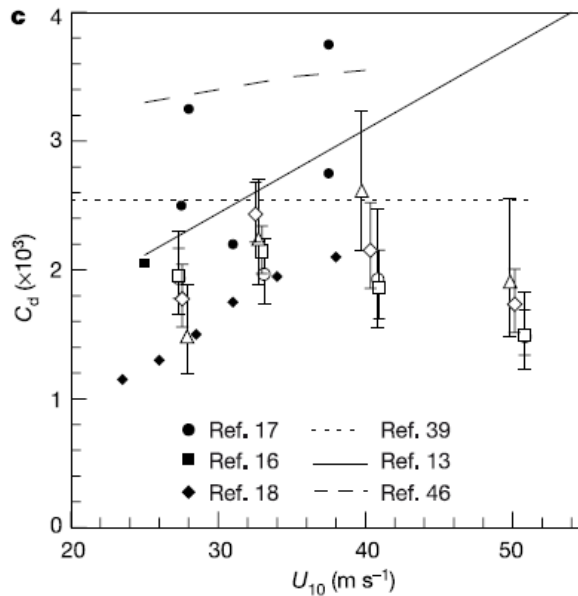 c
4
3
2
1
0
C_d (×10³)
Ref. 17 Ref. 39
Ref. 16 Ref. 13
Ref. 18 Ref. 46
20 30 40 50
U₁₀ (m s⁻¹)